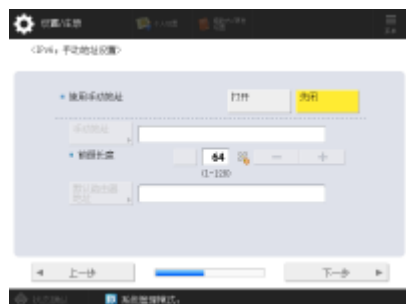 设置/注册
<IPv6: 手动地址设置>
• 使用手动地址
打开
关闭
手动地址
• 前缀长度
64
(1-128)
默认路由器
地址
上一步
下一步
系统管理模式。